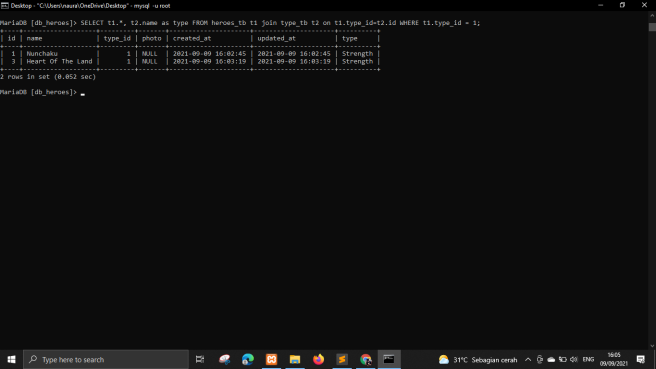 Desktop - "C:\Users\naura\OneDrive\Desktop" - mysql -u root
MariaDB [db_heroes]> SELECT t1.*, t2.name as type FROM heroes_tb t1 join type_tb t2 on t1.type_id=t2.id WHERE t1.type_id = 1;
+----+--------------------+---------+-------+---------------------+---------------------+----------+
| id | name | type_id | photo | created_at | updated_at | type |
+----+--------------------+---------+-------+---------------------+---------------------+----------+
| 1 | Nunchaku | 1 | NULL | 2021-09-09 16:02:45 | 2021-09-09 16:02:45 | Strength |
| 3 | Heart Of The Land | 1 | NULL | 2021-09-09 16:03:19 | 2021-09-09 16:03:19 | Strength |
+----+--------------------+---------+-------+---------------------+---------------------+----------+
2 rows in set (0.052 sec)
MariaDB [db_heroes]> _
Type here to search
31°C Sebagian cerah
ENG
16:05
09/09/2021